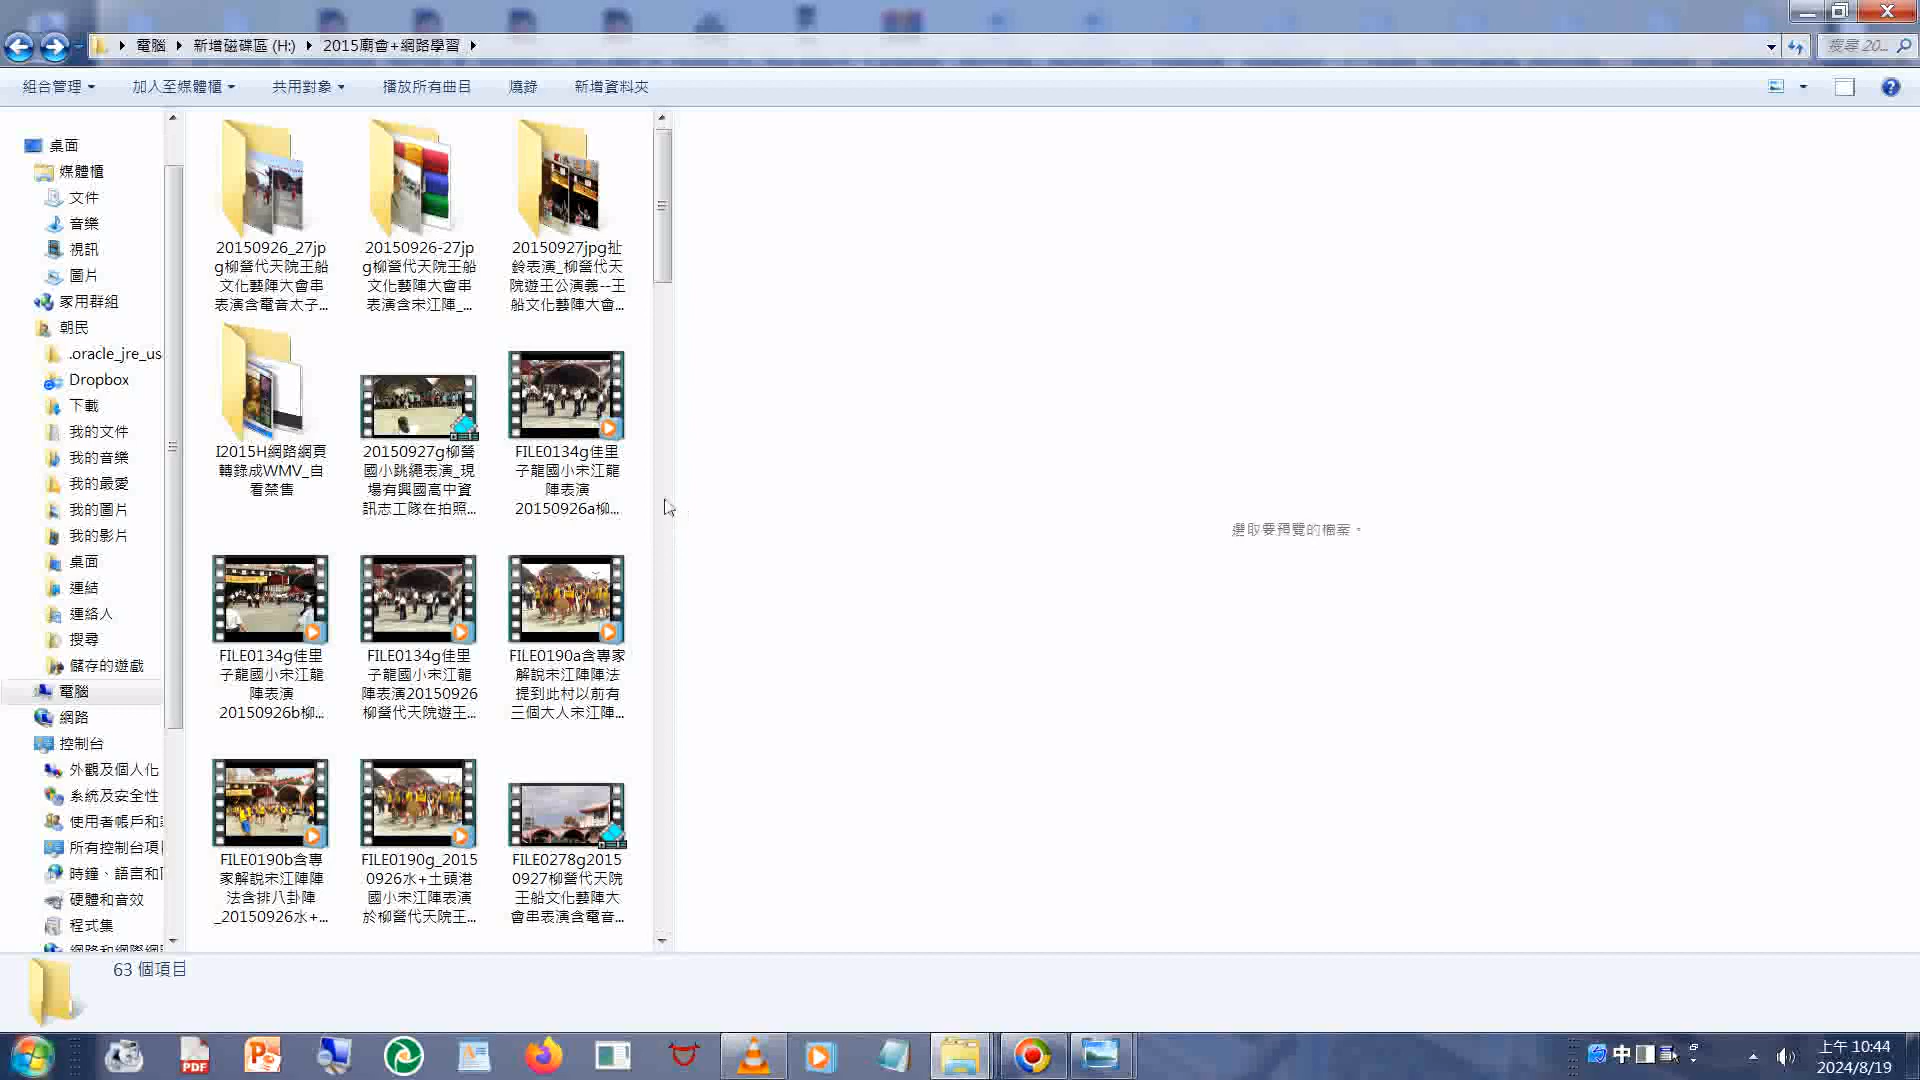 電腦 新增磁碟區 (H:) 2015廟會+網路學習
搜尋 20...
組合管理 加入至媒體櫃 共用對象 播放所有曲目 燒錄 新增資料夾
桌面
媒體櫃
文件
音樂
視訊
圖片
家用群組
朝民
.oracle_jre_us
Dropbox
下載
我的文件
我的音樂
我的最愛
我的圖片
我的影片
桌面
連結
連絡人
搜尋
儲存的遊戲
電腦
網路
控制台
外觀及個人化
系統及安全性
使用者帳戶和
所有控制台項
時鐘、語言和
硬體和音效
程式集
網路和網際網
20150926_27jp
g柳營代天院王船
文化藝陣大會串
表演含電音太子...
20150926-27jp
g柳營代天院王船
文化藝陣大會串
表演含宋江陣_...
20150927jpg扯
鈴表演_柳營代天
院遊王公演義--王
船文化藝陣大會...
I2015H網路網頁
轉錄成WMV_自
看禁售
20150927g柳營
國小跳繩表演_現
場有興國高中資
訊志工隊在拍照...
FILE0134g佳里
子龍國小宋江龍
陣表演
20150926a柳...
FILE0134g佳里
子龍國小宋江龍
陣表演
20150926b柳...
FILE0134g佳里
子龍國小宋江龍
陣表演20150926
柳營代天院遊王...
FILE0190a含專家
解說宋江陣陣法
提到此村以前有
三個大人宋江陣...
FILE0190b含專
家解說宋江陣陣
法含排八卦陣
_20150926水+...
FILE0190g_2015
0926水+土頭港
國小宋江陣表演
於柳營代天院王...
FILE0278g2015
0927柳營代天院
王船文化藝陣大
會串表演含電音...
選取要預覽的檔案。
63 個項目
PDF
中
上午 10:44
2024/8/19